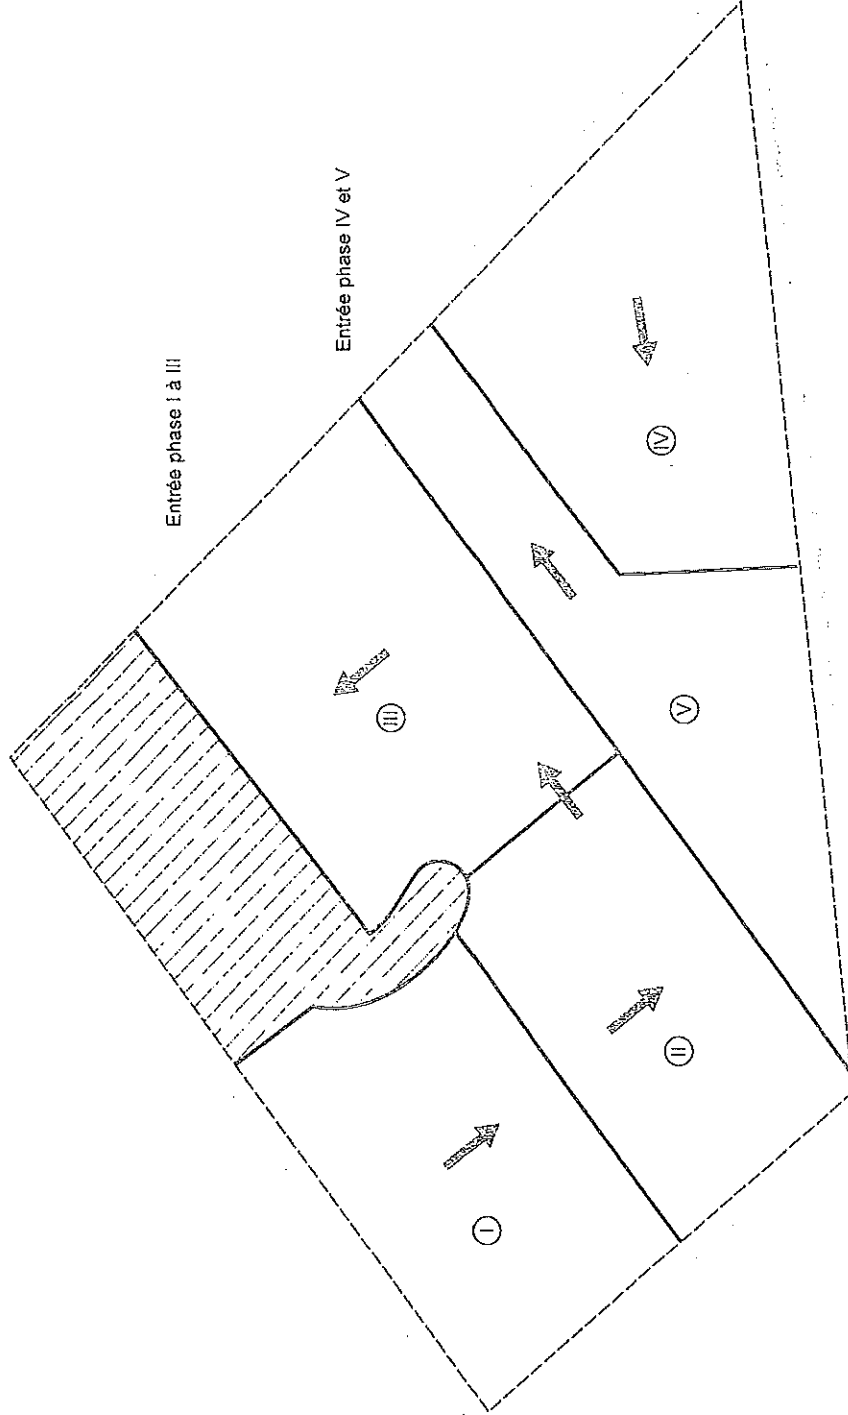 Entrée phase I à III
Entrée phase IV et V
I
II
III
IV
V